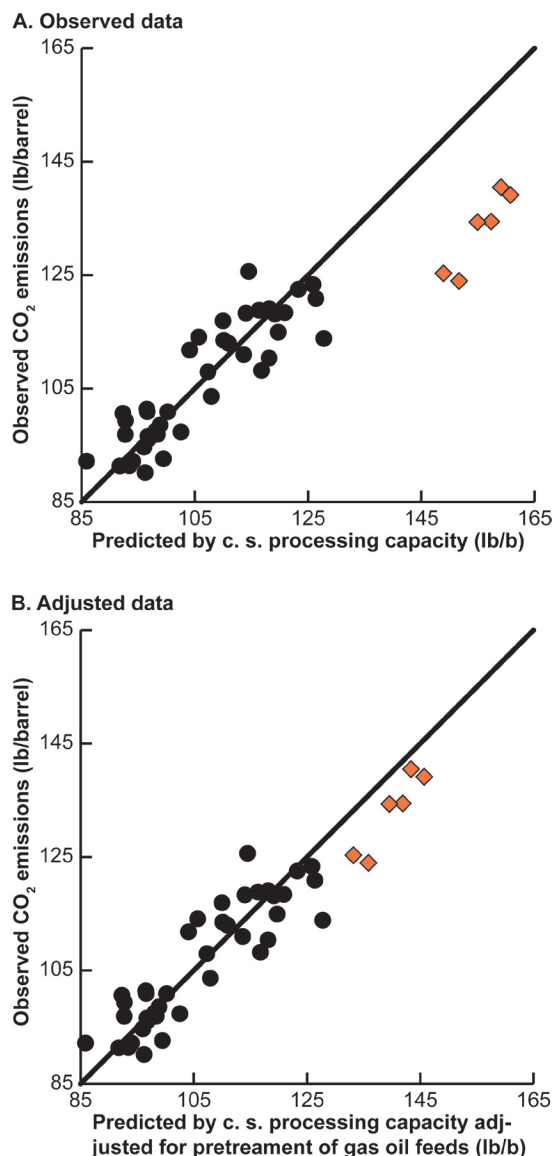 A. Observed data
165
145
125
105
85
Observed CO₂ emissions (lb/barrel)
85 105 125 145 165
Predicted by c. s. processing capacity (lb/b)
B. Adjusted data
165
145
125
105
85
Observed CO₂ emissions (lb/barrel)
85 105 125 145 165
Predicted by c. s. processing capacity adj-
justed for pretreament of gas oil feeds (lb/b)